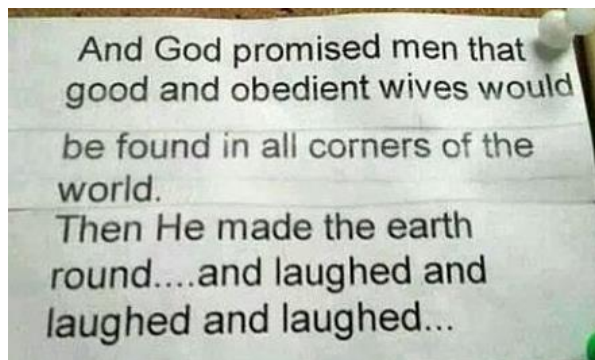 And God promised men that
good and obedient wives would
be found in all corners of the
world.
Then He made the earth
round....and laughed and
laughed and laughed...